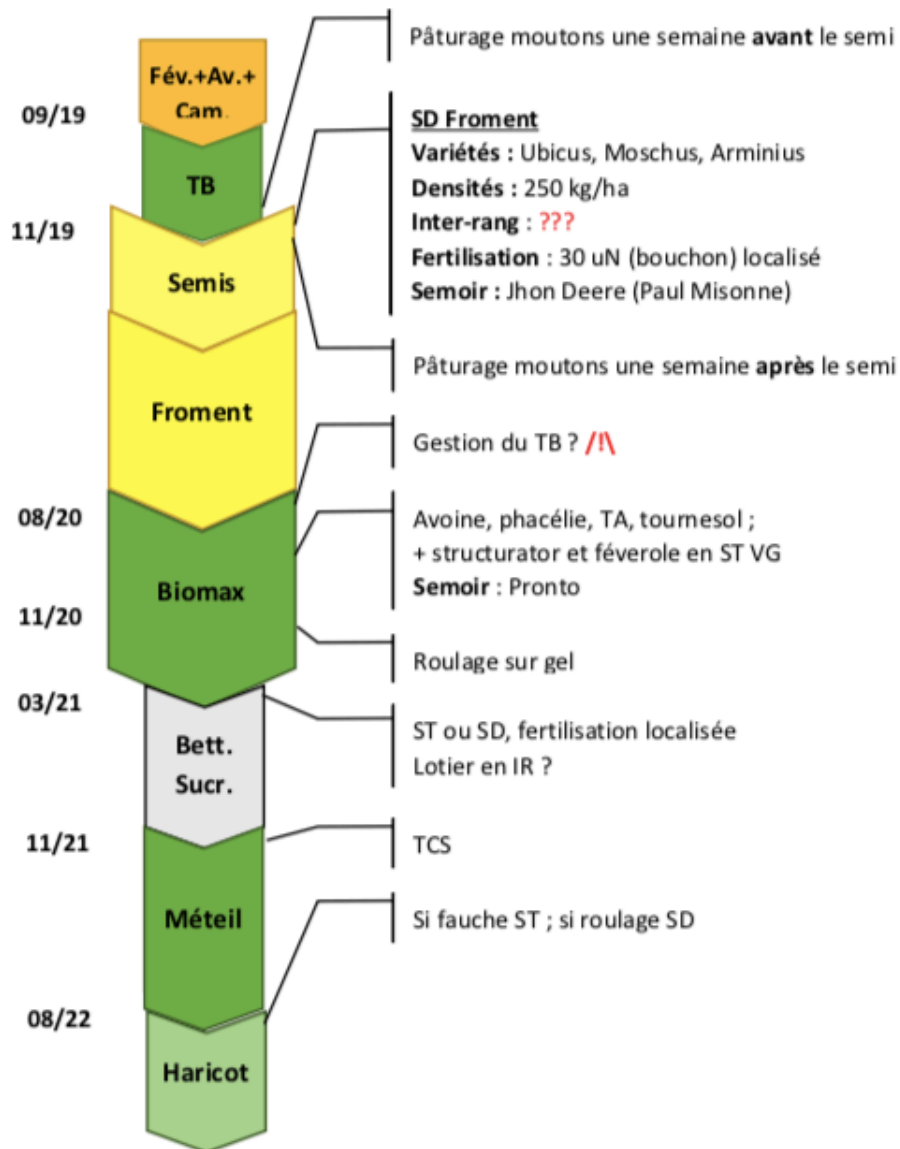 Pâturage moutons une semaine avant le semi
Fév.+Av.+
Cam.
09/19
SD Froment
Variétés : Ubicus, Moschus, Arminius
Densités : 250 kg/ha
Inter-rang : ???
Fertilisation : 30 uN (bouchon) localisé
Semoir : Jhon Deere (Paul Misonne)
TB
11/19
Semis
Pâturage moutons une semaine après le semi
Froment
Gestion du TB ? /!\
08/20
Avoine, phacélie, TA, tournesol ;
+ structurator et féverole en ST VG
Semoir : Pronto
Biomax
11/20
Roulage sur gel
03/21
ST ou SD, fertilisation localisée
Lotier en IR ?
Bett.
Sucr.
11/21
TCS
Méteil
Si fauche ST ; si roulage SD
08/22
Haricot